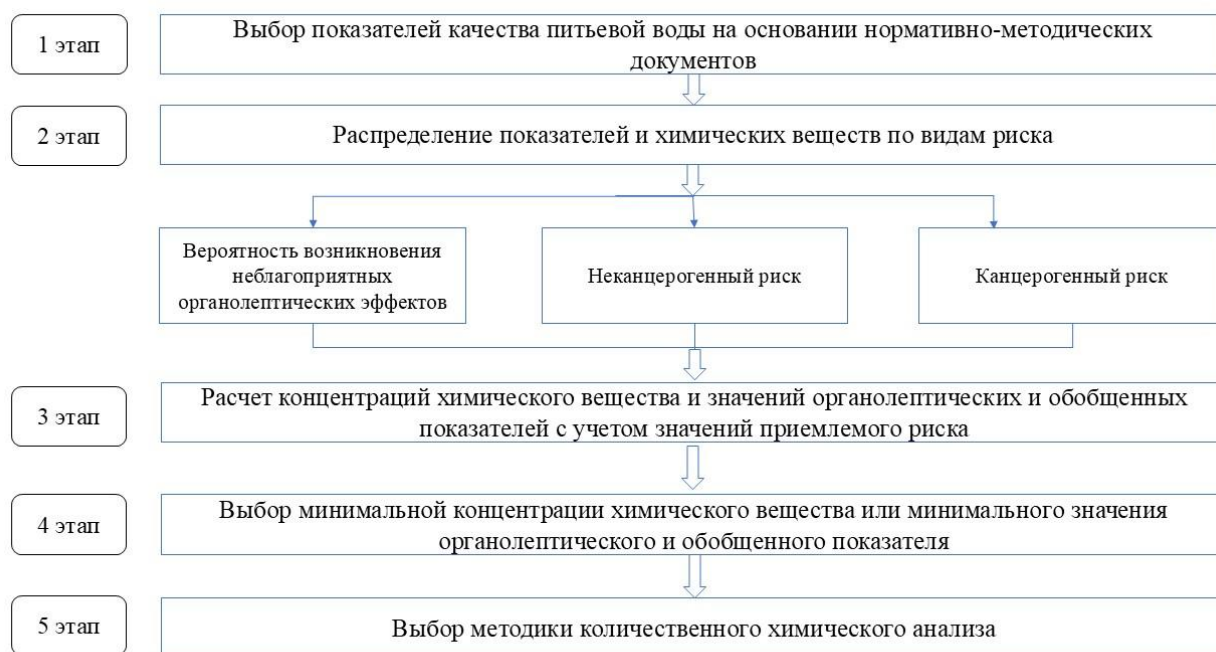 1 этап
Выбор показателей качества питьевой воды на основании нормативно-методических
документов
2 этап
Распределение показателей и химических веществ по видам риска
Вероятность возникновения
неблагоприятных
органолептических эффектов
Неканцерогенный риск
Канцерогенный риск
3 этап
Расчет концентраций химического вещества и значений органолептических и обобщенных
показателей с учетом значений приемлемого риска
4 этап
Выбор минимальной концентрации химического вещества или минимального значения
органолептического и обобщенного показателя
5 этап
Выбор методики количественного химического анализа